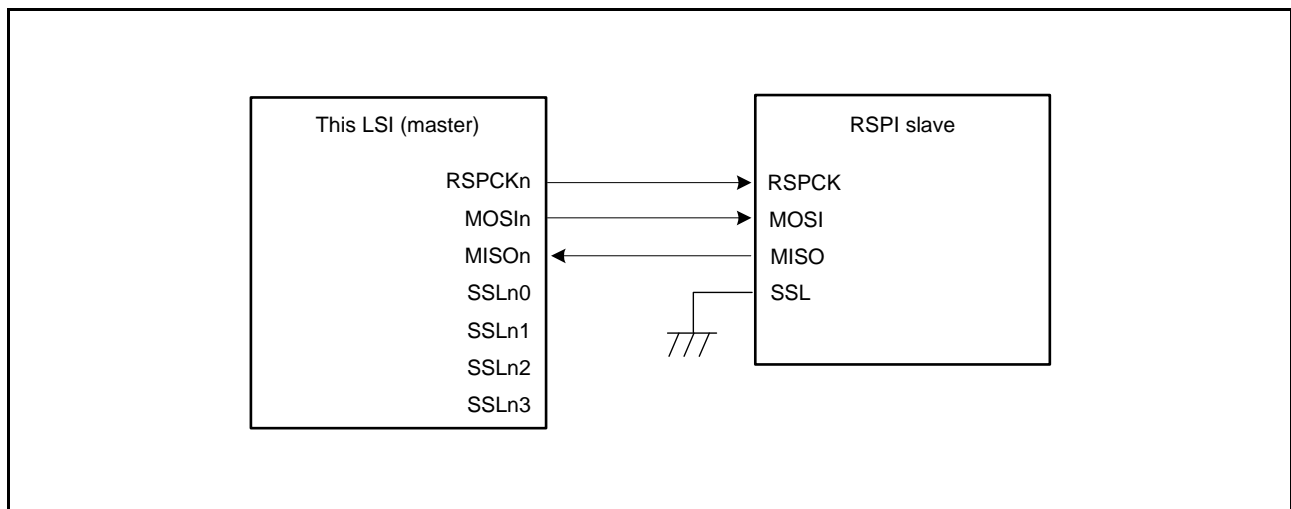 This LSI (master)
RSPCKn
MOSIn
MISOn
SSLn0
SSLn1
SSLn2
SSLn3
RSPI slave
RSPCK
MOSI
MISO
SSL